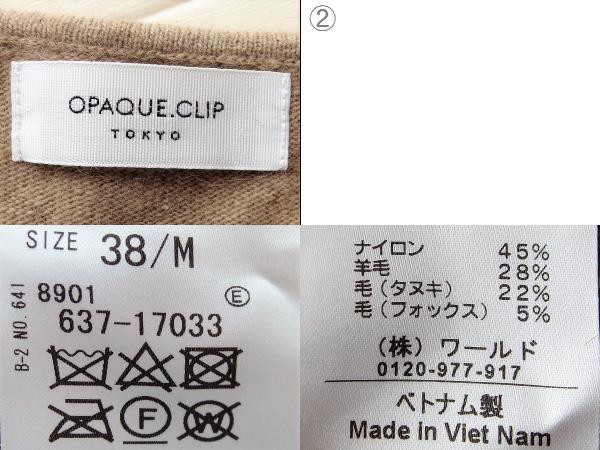 OPAQUE.CLIP
TOKYO
②
SIZE 38/M
B-2 NO.641
8901 Ⓔ
637-17033
Ⓕ
Ⓦ
ナイロン 45%
羊毛 28%
毛（タヌキ） 22%
毛（フォックス） 5%
（株）ワールド
0120-977-917
ベトナム製
Made in Viet Nam